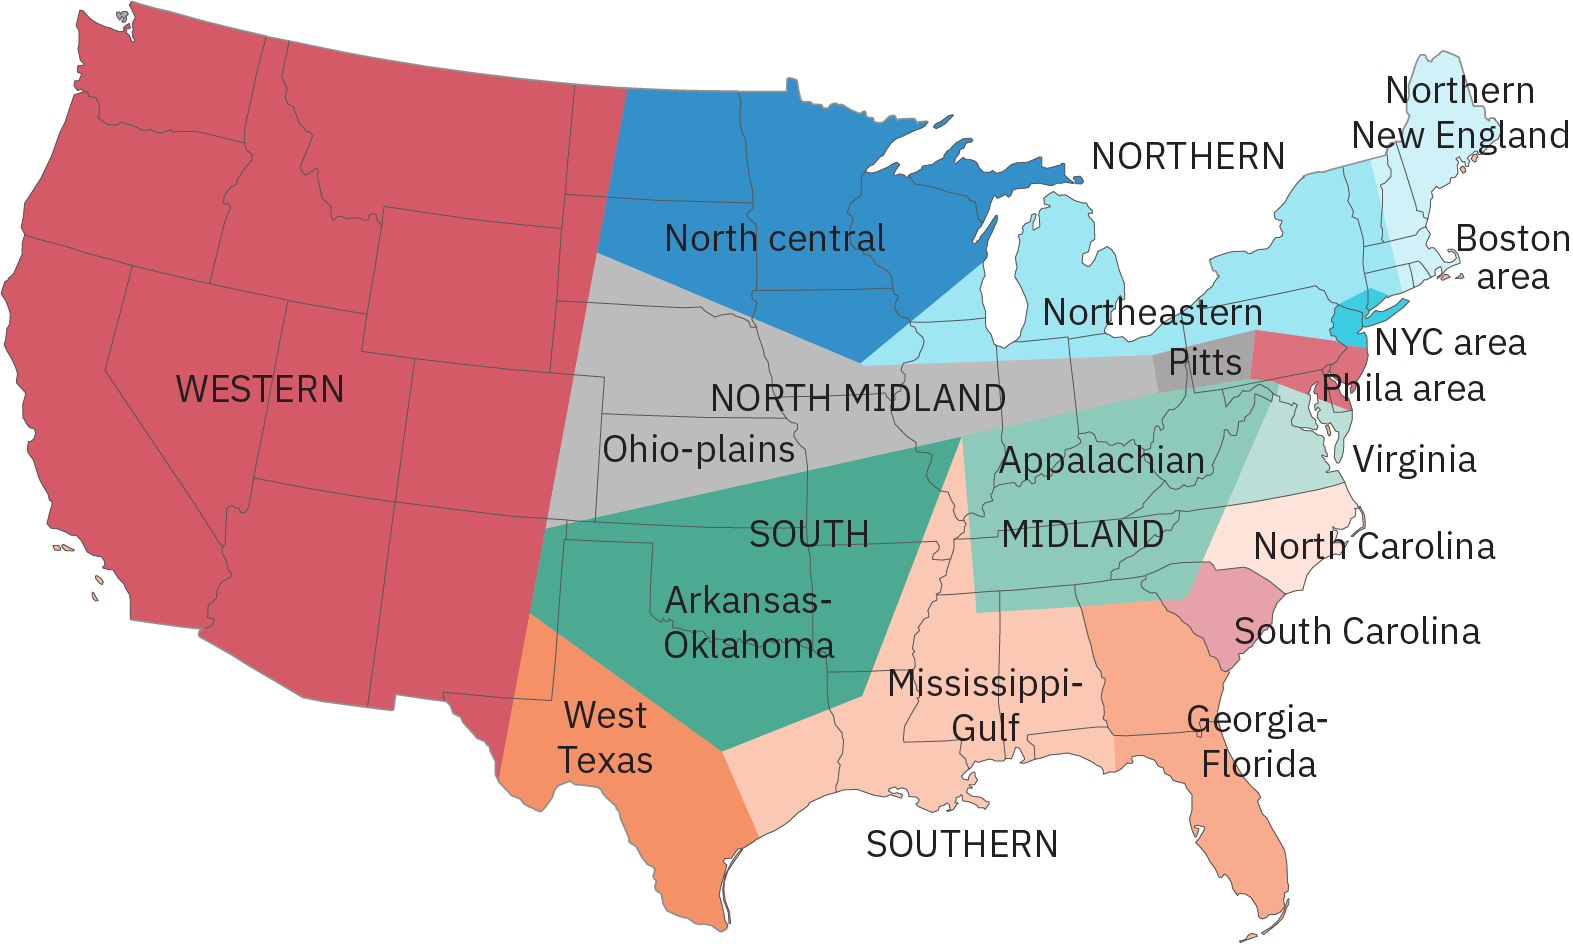 Northern
New England
NORTHERN
Boston
area
North central
Northeastern
NYC area
Pitts
Phila area
WESTERN
NORTH MIDLAND
Ohio-plains
Appalachian
Virginia
SOUTH MIDLAND
North Carolina
Arkansas-
Oklahoma
South Carolina
Mississippi-
Gulf
West
Texas
Georgia-
Florida
SOUTHERN